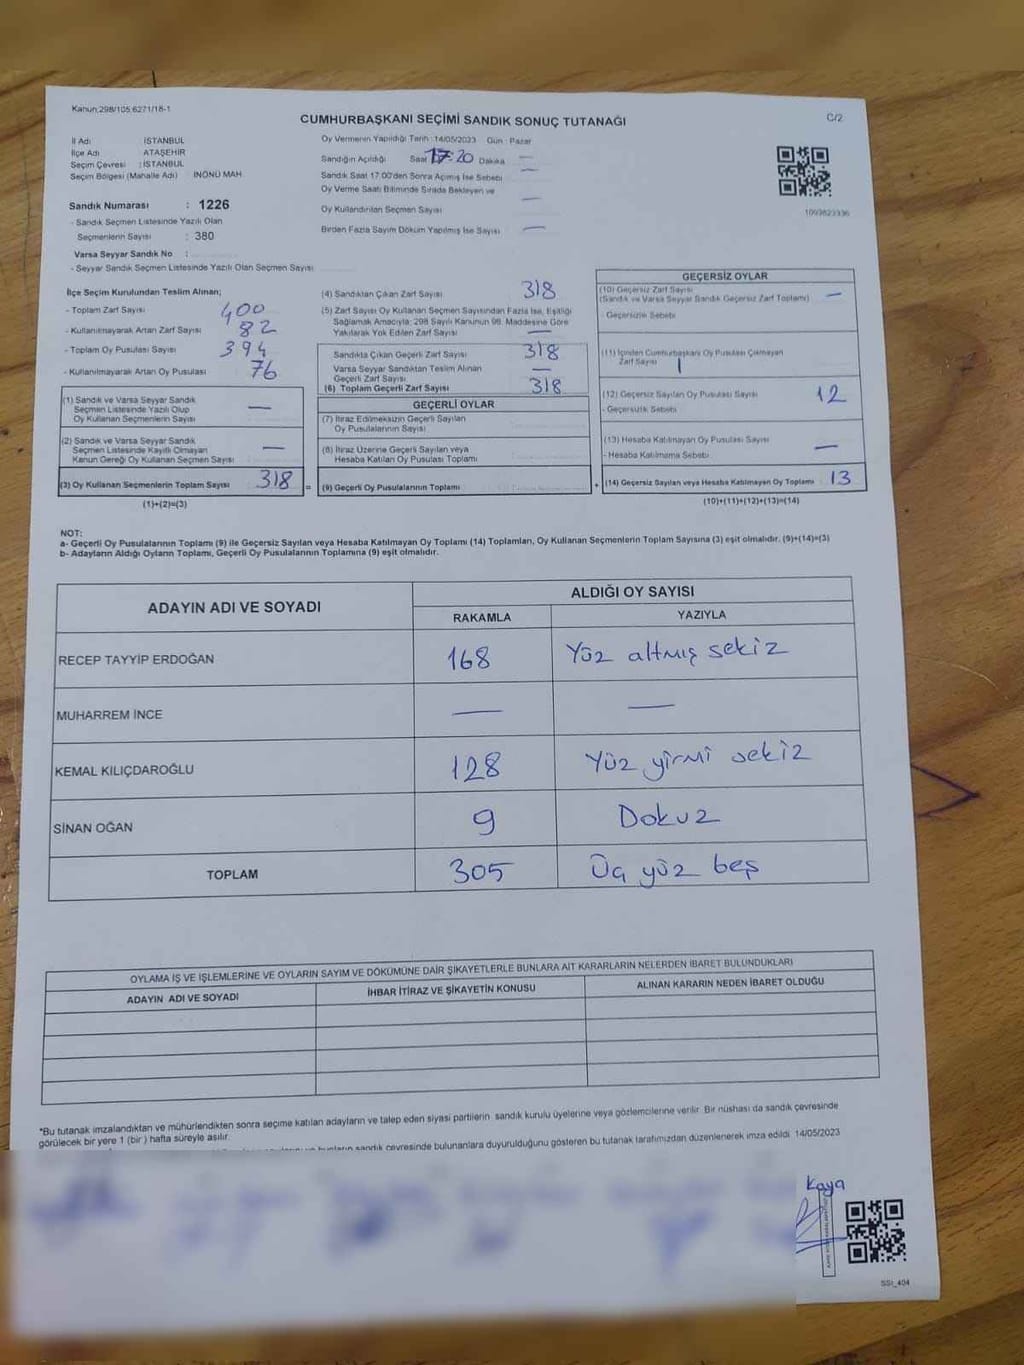 Kanun:298/105,6271/18-1
CUMHURBAŞKANI SEÇİMİ SANDIK SONUÇ TUTANAĞI
C/2
İl Adı : İSTANBUL
İlçe Adı : ATAŞEHİR
Seçim Çevresi : İSTANBUL
Seçim Bölgesi (Mahalle Adı) İNÖNÜ MAH.
Sandık Numarası : 1226
- Sandık Seçmen Listesinde Yazılı Olan
Seçmenlerin Sayısı : 380
Varsa Seyyar Sandık No :
- Seyyar Sandık Seçmen Listesinde Yazılı Olan Seçmen Sayısı
Oy Vermenin Yapıldığı Tarih : 14/05/2023 Gün : Pazar
Sandığın Açıldığı Saat 17:20 Dakika —
Sandık Saat 17:00'den Sonra Açılmış İse Sebebi —
Oy Verme Saati Bitiminde Sırada Bekleyen ve
Oy Kullandırılan Seçmen Sayısı —
Birden Fazla Sayım Döküm Yapılmış İse Sayısı —
1093823336
İlçe Seçim Kurulundan Teslim Alınan;
- Toplam Zarf Sayısı 400
- Kullanılmayarak Artan Zarf Sayısı 82
- Toplam Oy Pusulası Sayısı 394
- Kullanılmayarak Artan Oy Pusulası 76
(1) Sandık ve Varsa Seyyar Sandık
Seçmen Listesinde Yazılı Olup
Oy Kullanan Seçmen Sayısı —
(2) Sandık ve Varsa Seyyar Sandık
Seçmen Listesinde Kayıtlı Olmayan
Kanun Gereği Oy Kullanan Seçmen Sayısı —
(3) Oy Kullanan Seçmenlerin Toplam Sayısı 318
(1)+(2)=(3)
(4) Sandıktan Çıkan Zarf Sayısı 318
(5) Zarf Sayısı Oy Kullanan Seçmen Sayısından Fazla İse, Eşitliği
Sağlamak Amacıyla; 298 Sayılı Kanunun 98. Maddesine Göre
Yakılarak Yok Edilen Zarf Sayısı —
Sandıkta Çıkan Geçerli Zarf Sayısı 318
Varsa Seyyar Sandıktan Teslim Alınan
Geçerli Zarf Sayısı —
(6) Toplam Geçerli Zarf Sayısı 318
GEÇERLİ OYLAR
(7) İtiraz Edilmeksizin Geçerli Sayılan
Oy Pusulalarının Sayısı
(8) İtiraz Üzerine Geçerli Sayılan veya
Hesaba Katılan Oy Pusulası Toplamı
= (9) Geçerli Oy Pusulalarının Toplamı +
GEÇERSİZ OYLAR
(10) Geçersiz Zarf Sayısı
(Sandık ve Varsa Seyyar Sandık Geçersiz Zarf Toplamı) —
- Geçersizlik Sebebi
(11) İçinden Cumhurbaşkanı Oy Pusulası Çıkmayan
Zarf Sayısı 1
(12) Geçersiz Sayılan Oy Pusulası Sayısı 12
- Geçersizlik Sebebi
(13) Hesaba Katılmayan Oy Pusulası Sayısı —
- Hesaba Katılmama Sebebi
(14) Geçersiz Sayılan veya Hesaba Katılmayan Oy Toplamı 13
(10)+(11)+(12)+(13)=(14)
NOT:
a- Geçerli Oy Pusulalarının Toplamı (9) ile Geçersiz Sayılan veya Hesaba Katılmayan Oy Toplamı (14) Toplamları, Oy Kullanan Seçmenlerin Toplam Sayısına (3) eşit olmalıdır. (9)+(14)=(3)
b- Adayların Aldığı Oyların Toplamı, Geçerli Oy Pusulalarının Toplamına (9) eşit olmalıdır.
ADAYIN ADI VE SOYADI ALDIĞI OY SAYISI
RAKAMLA YAZIYLA
RECEP TAYYİP ERDOĞAN 168 Yüz altmış sekiz
MUHARREM İNCE — —
KEMAL KILIÇDAROĞLU 128 Yüz yirmi sekiz
SİNAN OĞAN 9 Dokuz
TOPLAM 305 Üç yüz beş
OYLAMA İŞ VE İŞLEMLERİNE VE OYLARIN SAYIM VE DÖKÜMÜNE DAİR ŞİKAYETLERLE BUNLARA AİT KARARLARIN NELERDEN İBARET BULUNDUKLARI
ADAYIN ADI VE SOYADI İHBAR İTİRAZ VE ŞİKAYETİN KONUSU ALINAN KARARIN NEDEN İBARET OLDUĞU
*Bu tutanak imzalandıktan ve mühürlendikten sonra seçime katılan adayların ve talep eden siyasi partilerin sandık kurulu üyelerine veya gözlemcilerine verilir. Bir nüshası da sandık çevresinde
görülecek bir yere 1 (bir) hafta süreyle asılır.
sandık çevresinde bulunanlara duyurulduğunu gösteren bu tutanak tarafımızdan düzenlenerek imza edildi. 14/05/2023
Kaya
SSt_404